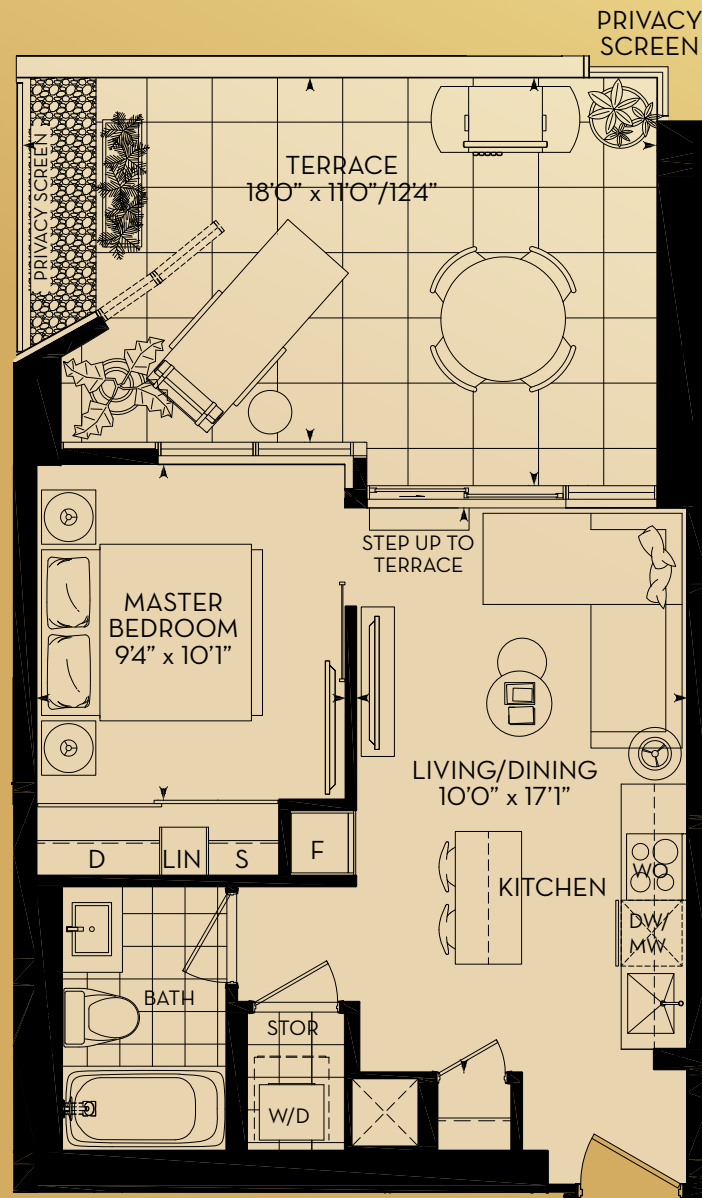 PRIVACY
SCREEN
PRIVACY SCREEN
TERRACE
18'0" x 11'0"/12'4"
STEP UP TO
TERRACE
MASTER
BEDROOM
9'4" x 10'1"
LIVING/DINING
10'0" x 17'1"
D
LIN
S
F
KITCHEN
WO
DW/
MW
BATH
STOR
W/D